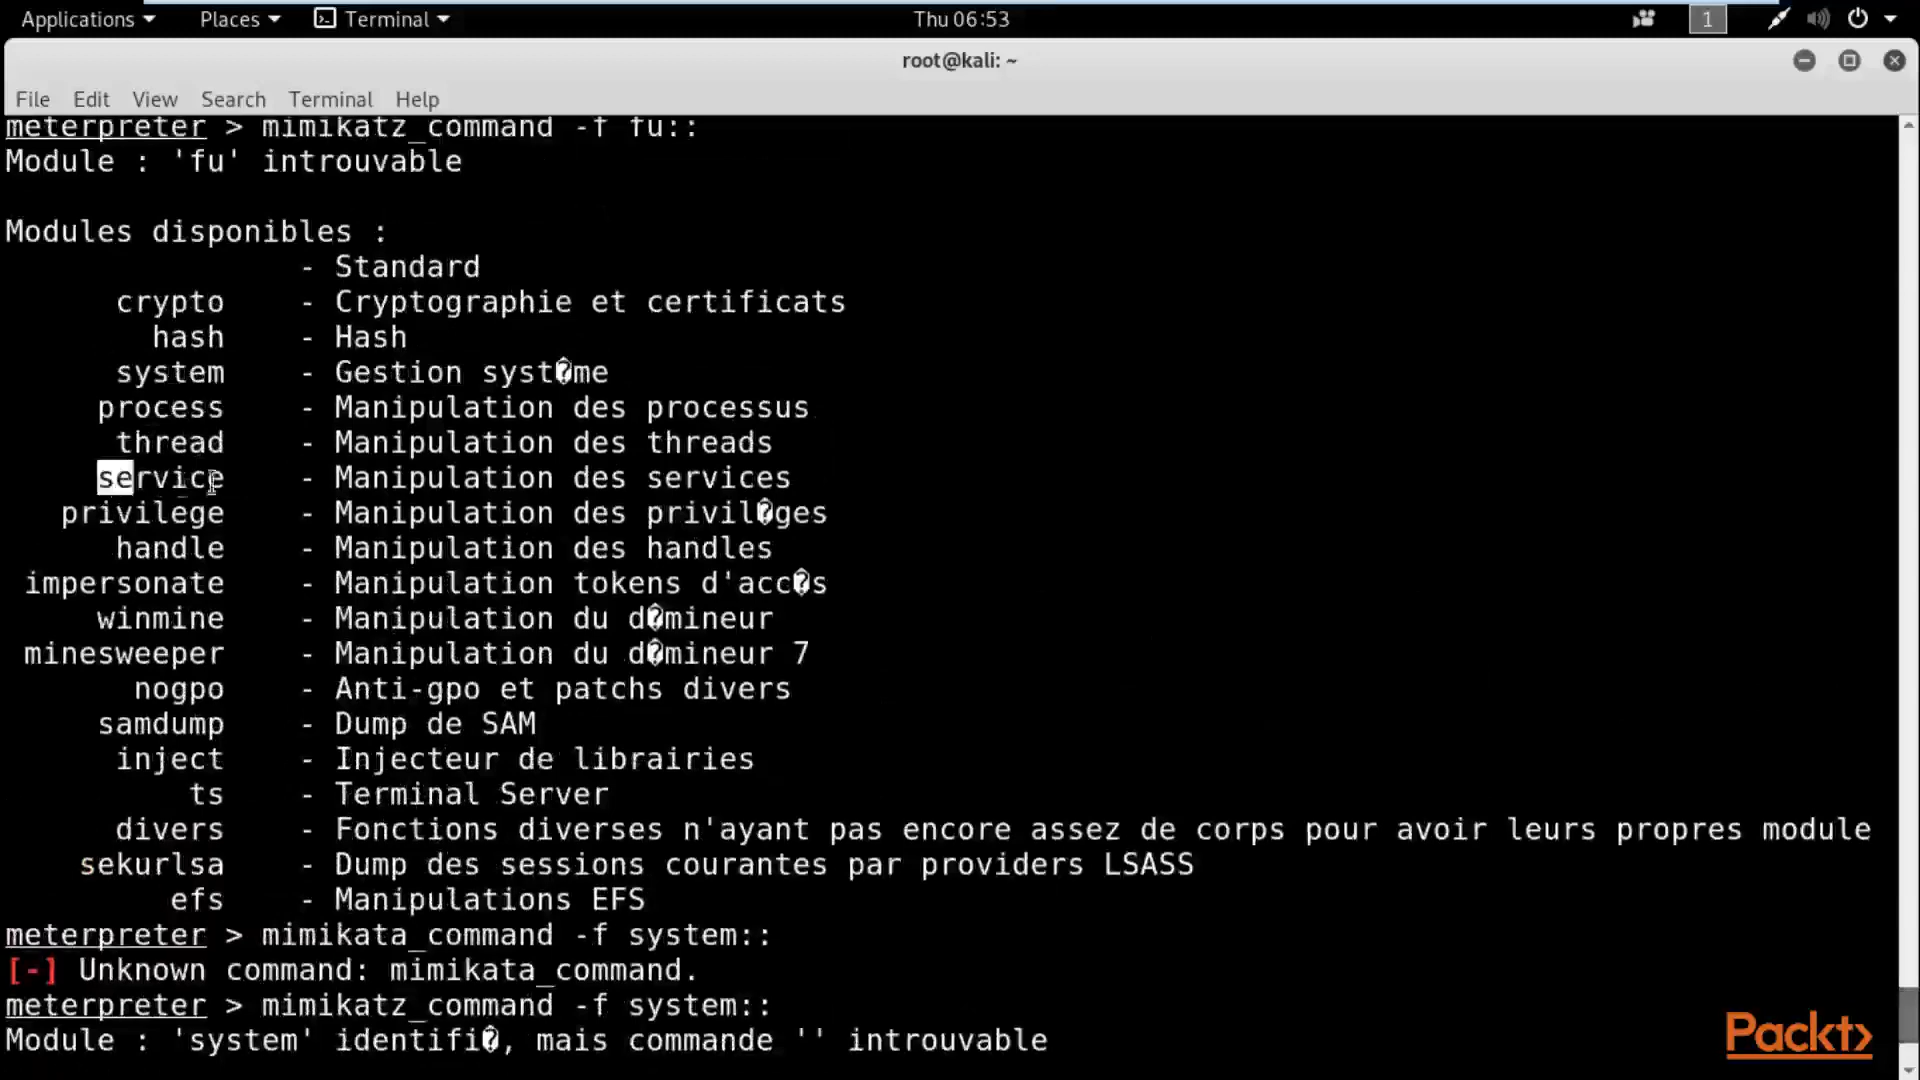 Applications Places Terminal Thu 06:53 1
root@kali: ~
File Edit View Search Terminal Help
meterpreter > mimikatz_command -f fu::
Module : 'fu' introuvable
Modules disponibles :
- Standard
crypto - Cryptographie et certificats
hash - Hash
system - Gestion syst�me
process - Manipulation des processus
thread - Manipulation des threads
service - Manipulation des services
privilege - Manipulation des privil�ges
handle - Manipulation des handles
impersonate - Manipulation tokens d'acc�s
winmine - Manipulation du d�mineur
minesweeper - Manipulation du d�mineur 7
nogpo - Anti-gpo et patchs divers
samdump - Dump de SAM
inject - Injecteur de librairies
ts - Terminal Server
divers - Fonctions diverses n'ayant pas encore assez de corps pour avoir leurs propres module
sekurlsa - Dump des sessions courantes par providers LSASS
efs - Manipulations EFS
meterpreter > mimikata_command -f system::
[-] Unknown command: mimikata_command.
meterpreter > mimikatz_command -f system::
Module : 'system' identifi�, mais commande '' introuvable
Packt>